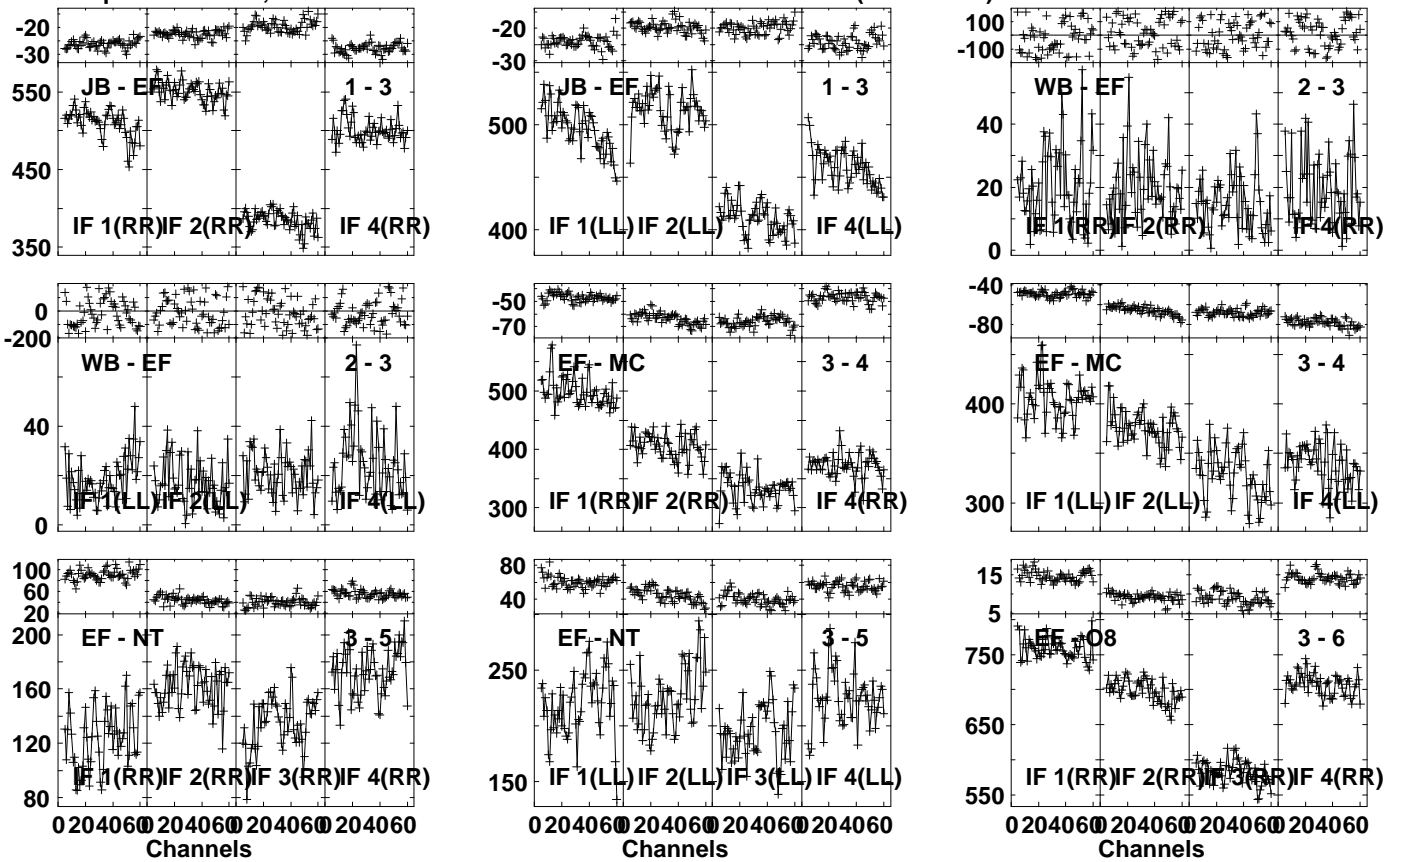 -20
-30
JB - EF 1 - 3
550
450
350
IF 1(RR) IF 2(RR) IF 4(RR)
-20
-30
JB - EF 1 - 3
500
400
IF 1(LL) IF 2(LL) IF 4(LL)
100
-100
WB - EF 2 - 3
40
20
0
IF 1(RR) IF 2(RR) IF 4(RR)
0
-200
WB - EF 2 - 3
40
0
IF 1(LL) IF 2(LL) IF 4(LL)
-50
-70
EF - MC 3 - 4
500
400
300
IF 1(RR) IF 2(RR) IF 4(RR)
-40
-80
EF - MC 3 - 4
400
300
IF 1(LL) IF 2(LL) IF 4(LL)
100
60
20
EF - NT 3 - 5
200
160
120
80
IF 1(RR) IF 2(RR) IF 3(RR) IF 4(RR)
0 204060 0 204060 0 204060 0 204060
Channels
80
40
EF - NT 3 - 5
250
150
IF 1(LL) IF 2(LL) IF 3(LL) IF 4(LL)
0 204060 0 204060 0 204060 0 204060
Channels
15
5
EF - O8 3 - 6
750
650
550
IF 1(RR) IF 2(RR) IF 3(RR) IF 4(RR)
0 204060 0 204060 0 204060 0 204060
Channels